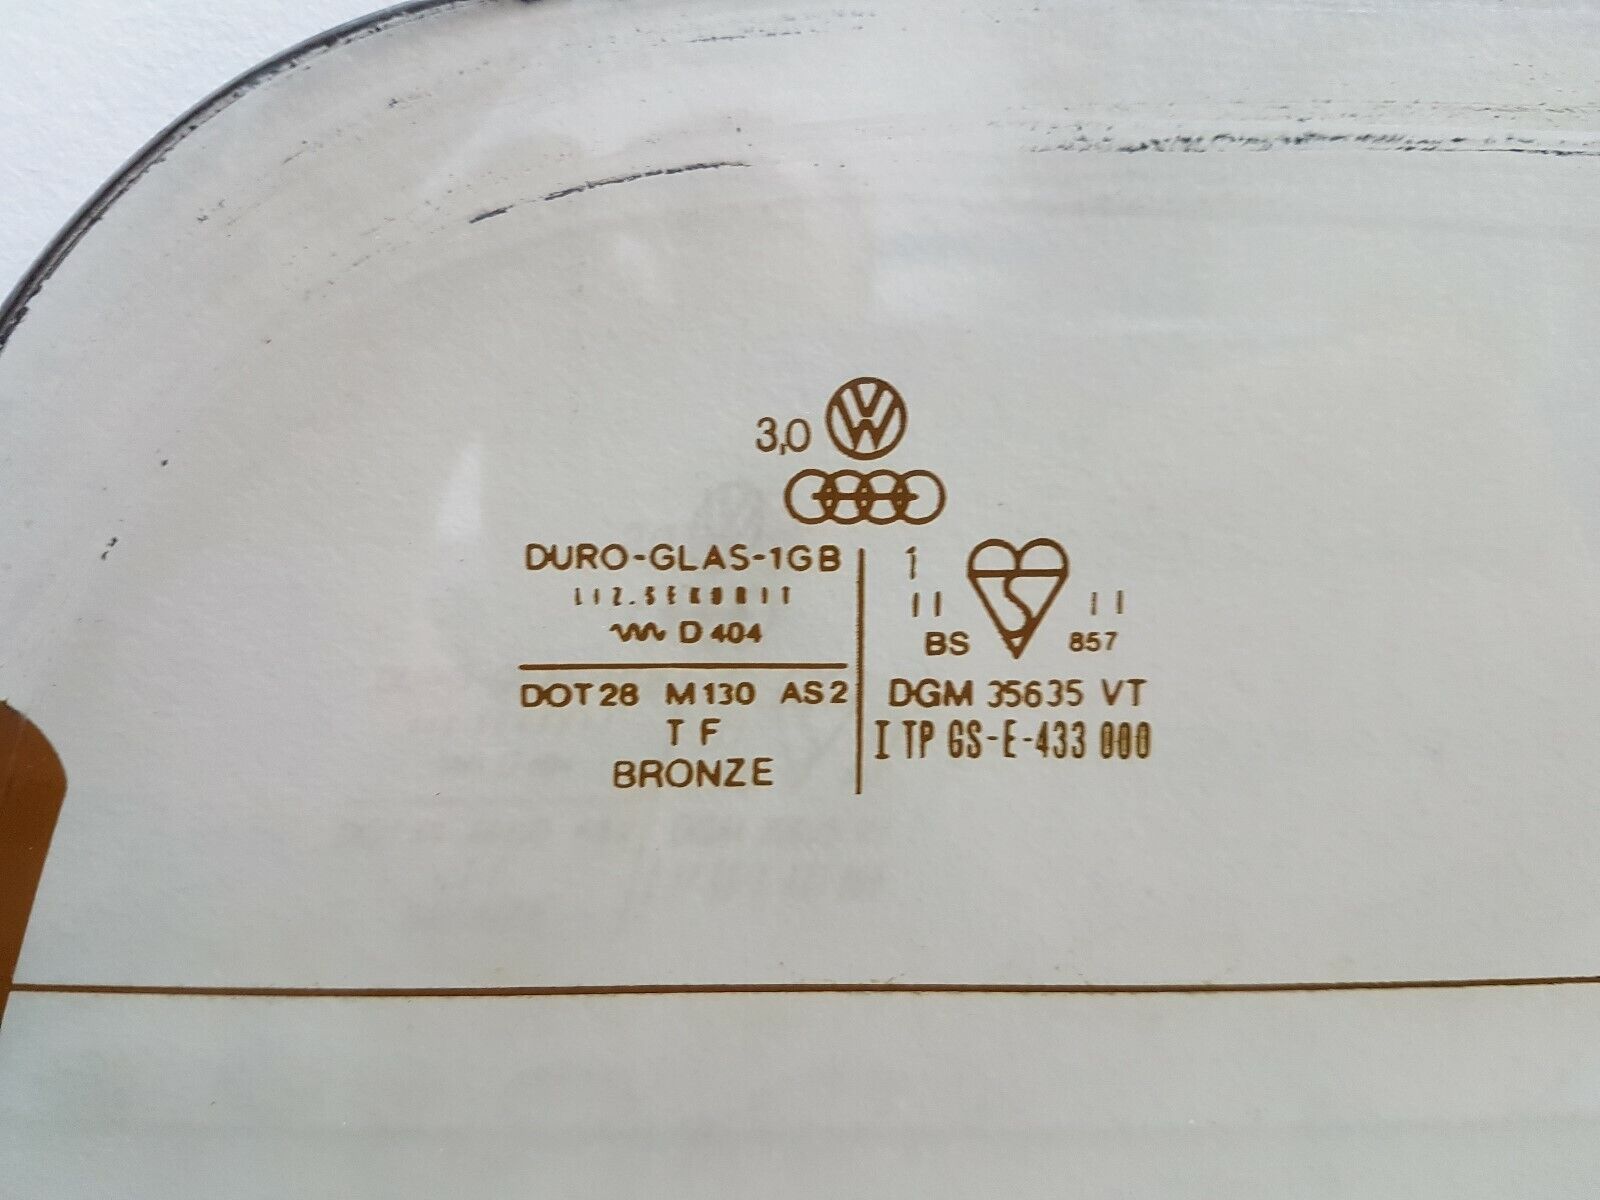 3,0
DURO-GLAS-1GB
LIZ. SEKURIT
D 404
DOT 28 M 130 AS 2
T F
BRONZE
1
11 11
BS 857
DGM 35635 VT
I TP GS-E-433 000